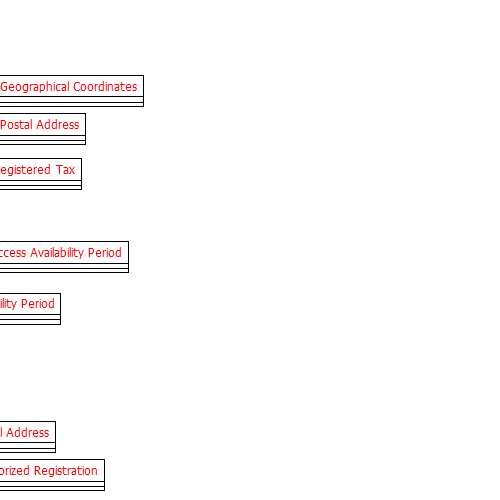 Geographical Coordinates
Postal Address
egistered Tax
ccess Availability Period
ility Period
l Address
orized Registration